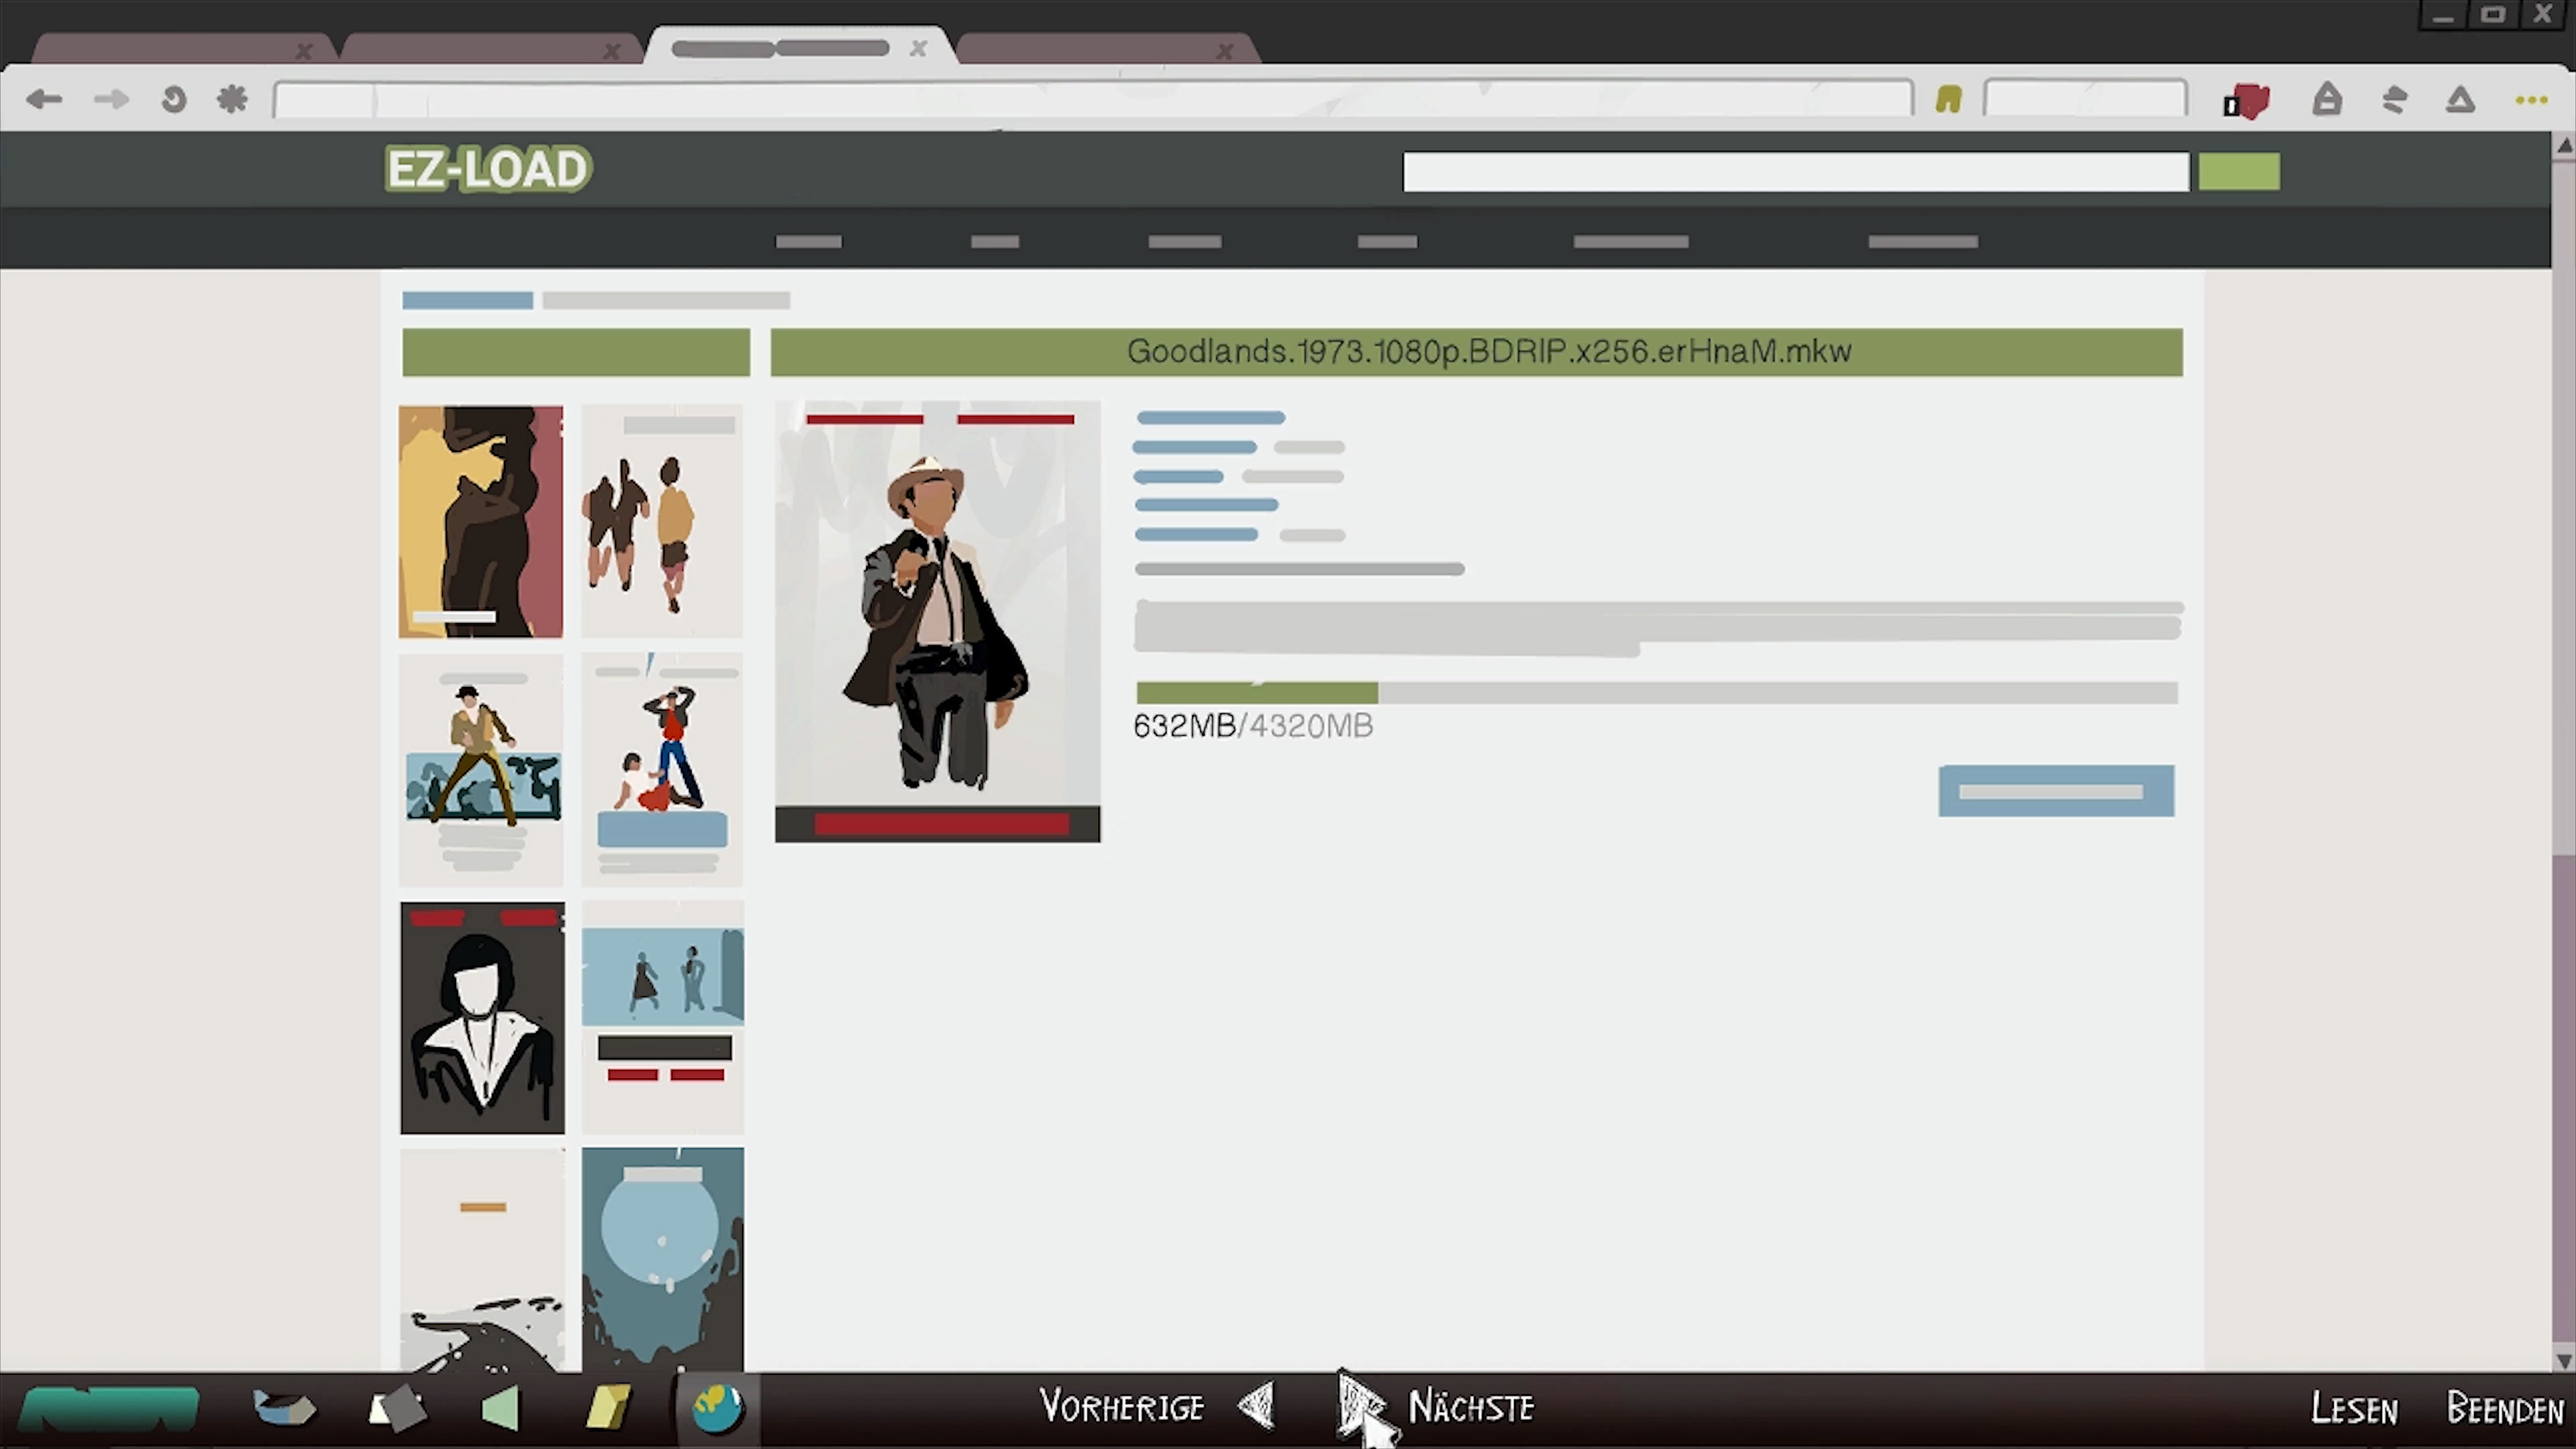 EZ-LOAD
Goodlands.1973.1080p.BDRIP.x256.erHnaM.mkw
632MB/4320MB
VORHERIGE NÄCHSTE LESEN BEENDEN